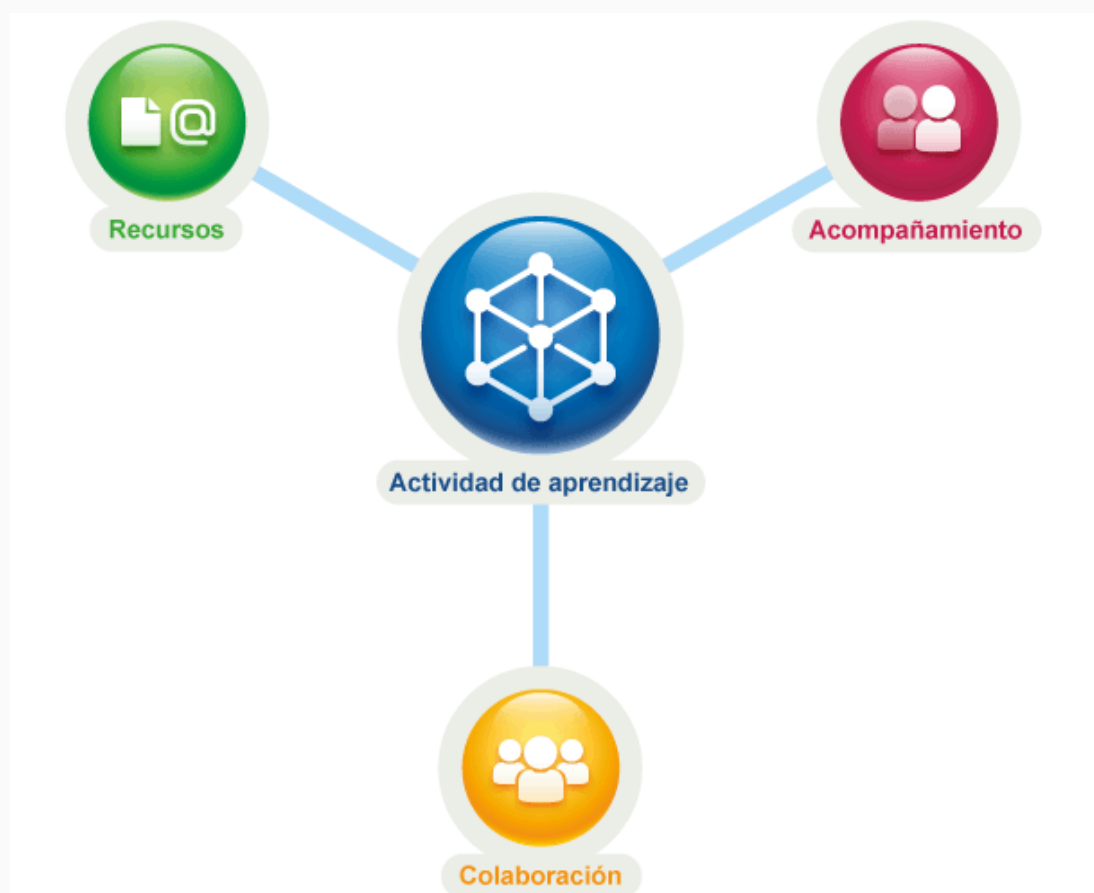 @
Recursos
Acompañamiento
Actividad de aprendizaje
Colaboración